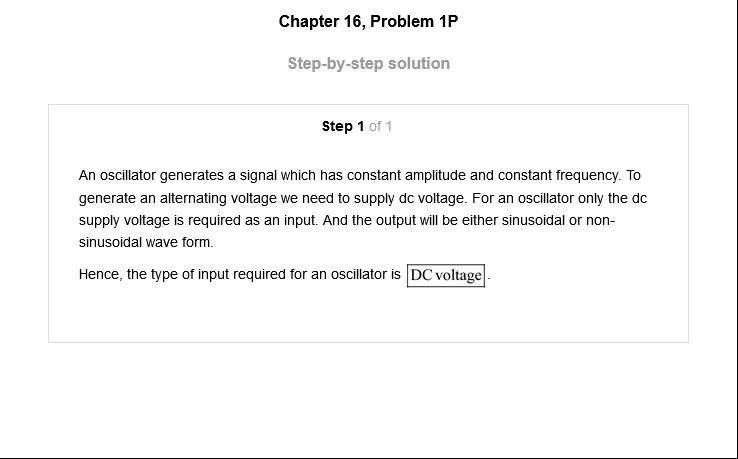 Chapter 16, Problem 1P
Step-by-step solution
Step 1 of 1
An oscillator generates a signal which has constant amplitude and constant frequency. To
generate an alternating voltage we need to supply dc voltage. For an oscillator only the dc
supply voltage is required as an input. And the output will be either sinusoidal or non-
sinusoidal wave form.
Hence, the type of input required for an oscillator is DC voltage.